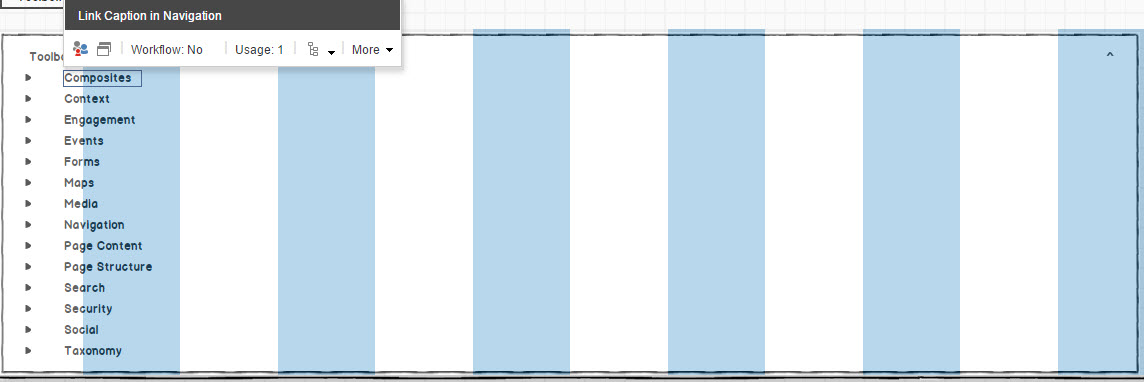 Link Caption in Navigation
Workflow: No Usage: 1 More
Composites
Context
Engagement
Events
Forms
Maps
Media
Navigation
Page Content
Page Structure
Search
Security
Social
Taxonomy